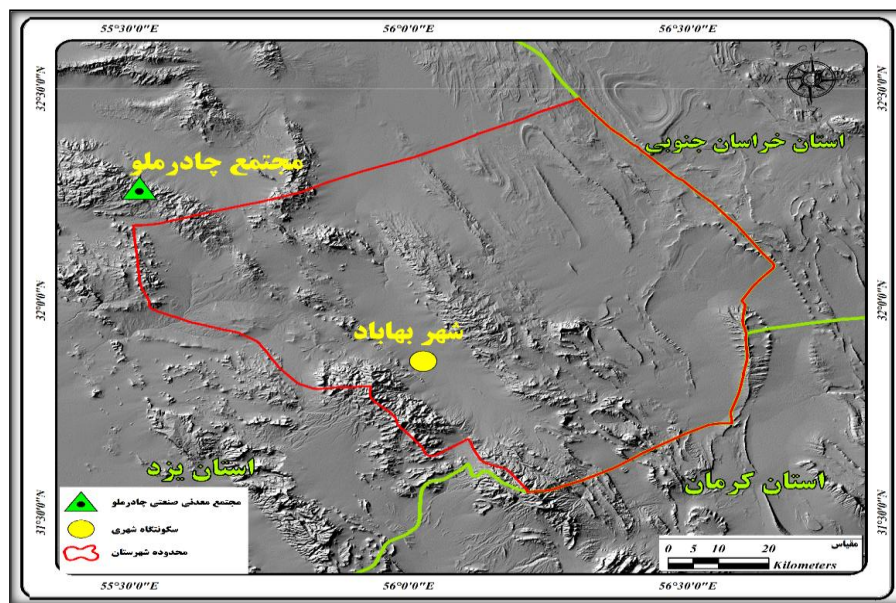 55°30'0"E
56°0'0"E
56°30'0"E
32°30'0"N
32°30'0"N
استان خراسان جنوبی
مجتمع چادرملو
32°0'0"N
32°0'0"N
شهر بهاباد
استان یزد
استان کرمان
مجتمع معدنی صنعتی چادرملو
سکونتگاه شهری
محدوده شهرستان
31°30'0"N
31°30'0"N
مقیاس
0 5 10 20
Kilometers
55°30'0"E
56°0'0"E
56°30'0"E